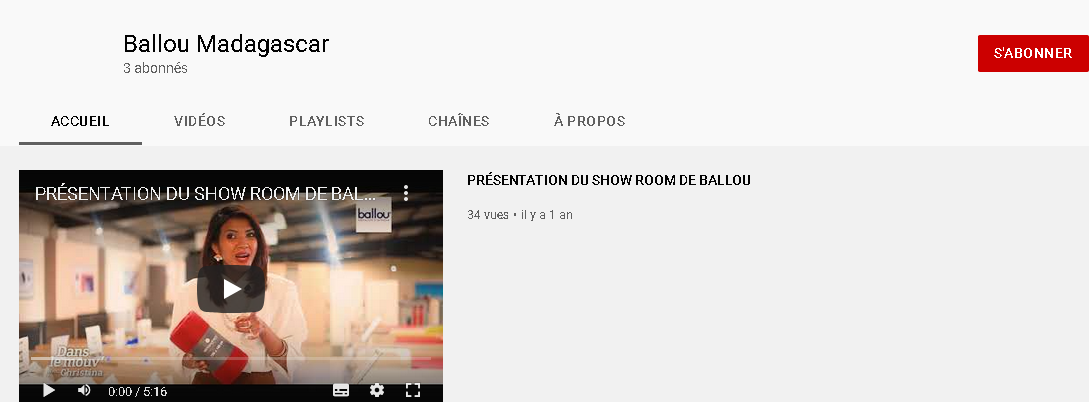 Ballou Madagascar
3 abonnés
S'ABONNER
ACCUEIL
VIDÉOS
PLAYLISTS
CHAÎNES
À PROPOS
PRÉSENTATION DU SHOW ROOM DE BAL...
ballou
Dans
le mouv'
Christina
0:00 / 5:16
PRÉSENTATION DU SHOW ROOM DE BALLOU
34 vues • il y a 1 an